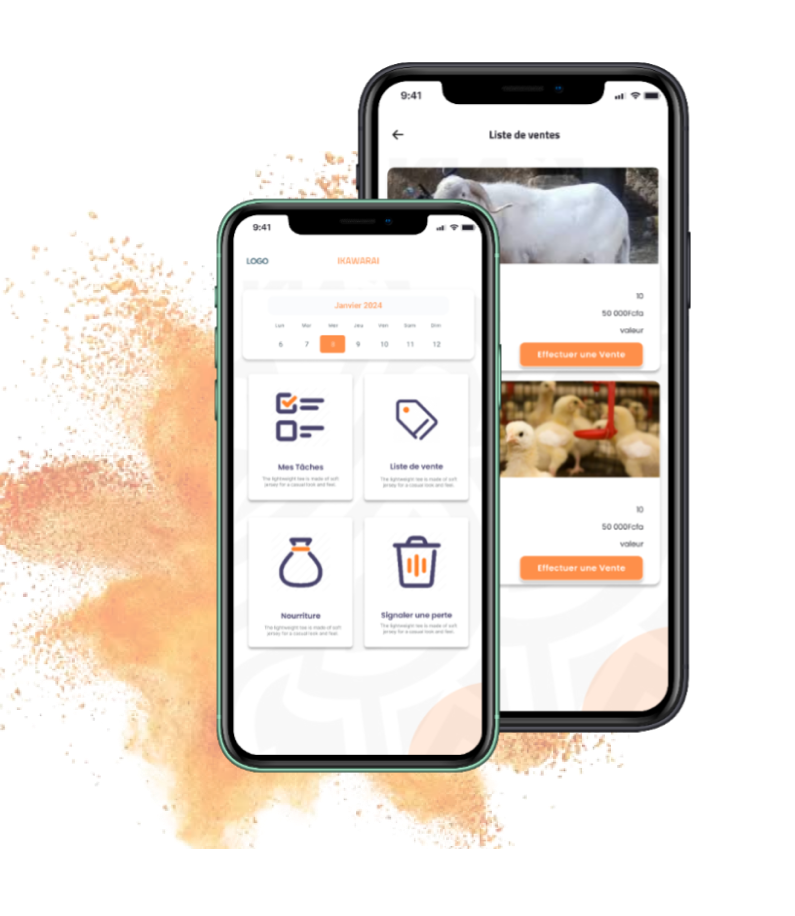 9:41
Liste de ventes
10
50 000Fcfa
valeur
Effectuer une Vente
10
50 000Fcfa
valeur
Effectuer une Vente
9:41
LOGO
IKAWARAI
Janvier 2024
Lun Mar Mer Jeu Ven Sam Dim
6 7 8 9 10 11 12
Mes Tâches
The lightweight tee is made of soft
jersey for a casual look and feel.
Liste de vente
The lightweight tee is made of soft
jersey for a casual look and feel.
Nourriture
The lightweight tee is made of soft
jersey for a casual look and feel.
Signaler une perte
The lightweight tee is made of soft
jersey for a casual look and feel.